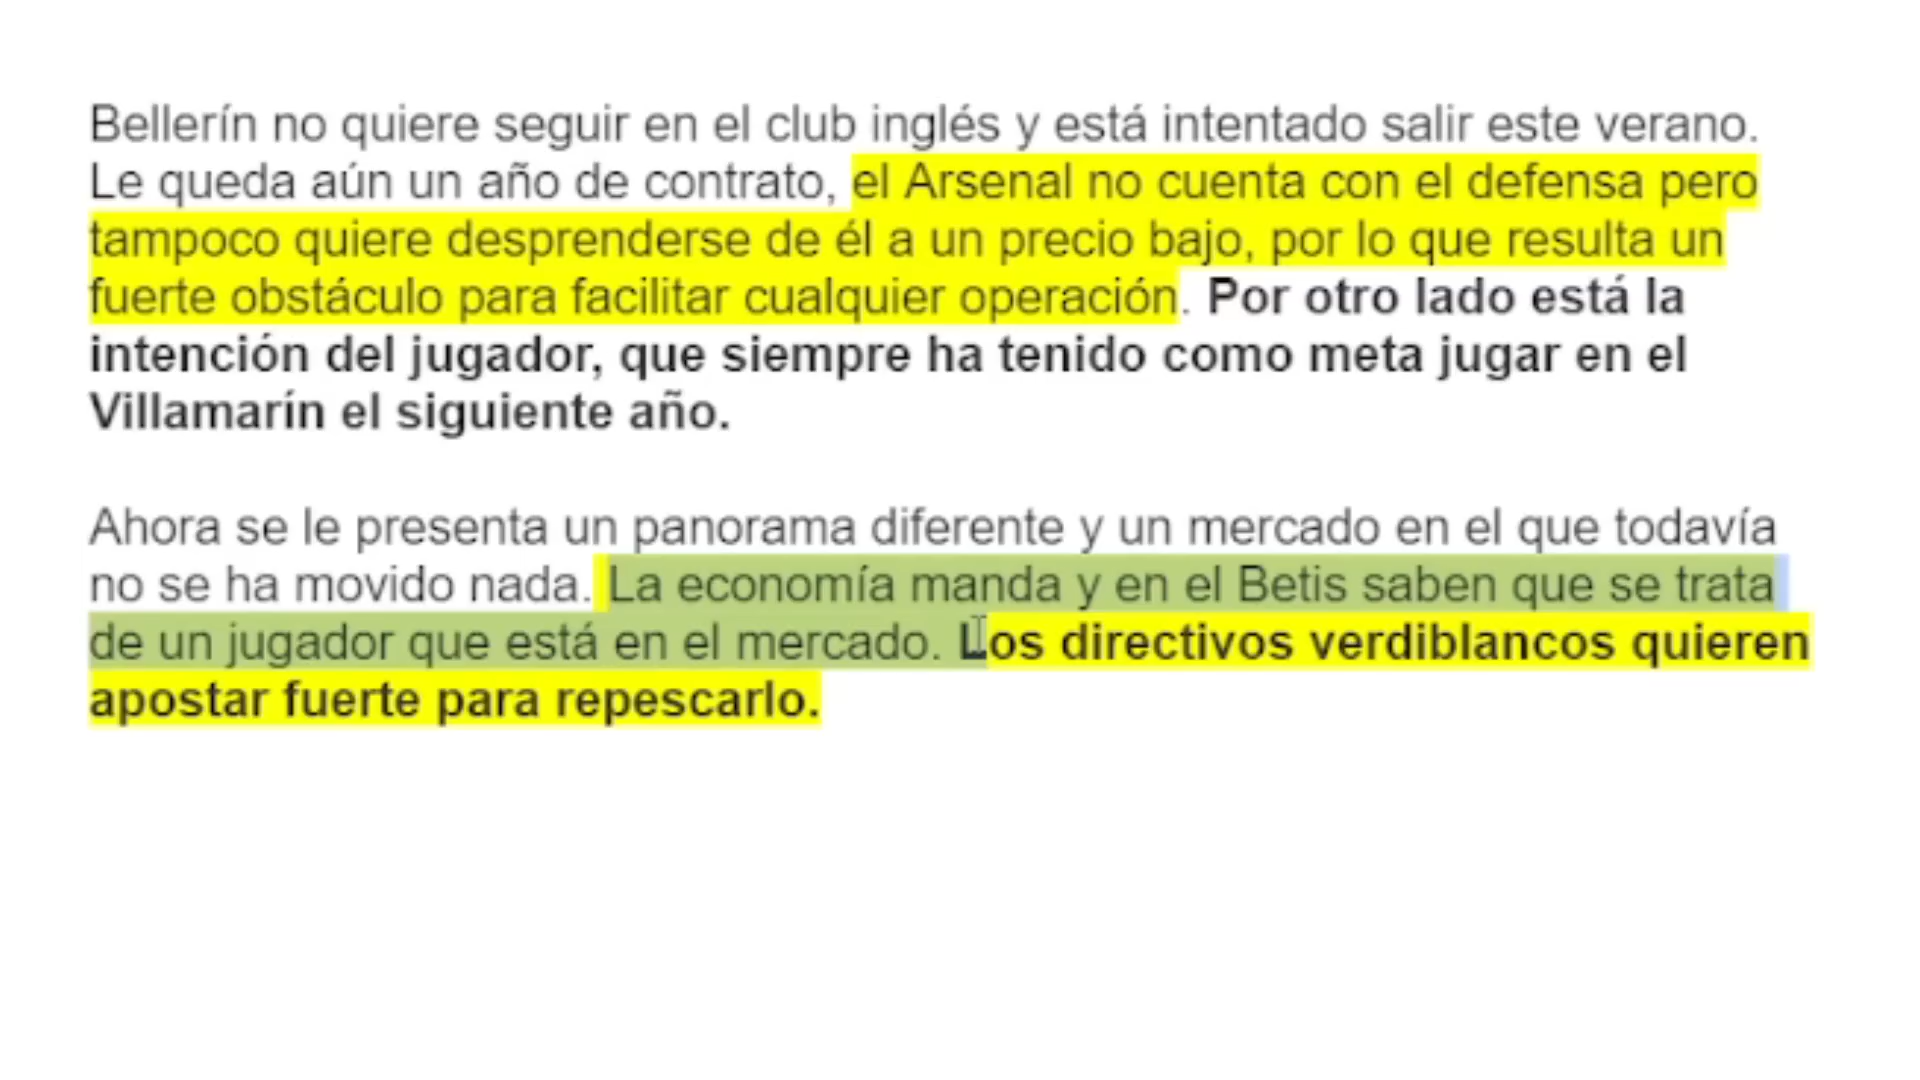 Bellerín no quiere seguir en el club inglés y está intentado salir este verano.
Le queda aún un año de contrato, el Arsenal no cuenta con el defensa pero
tampoco quiere desprenderse de él a un precio bajo, por lo que resulta un
fuerte obstáculo para facilitar cualquier operación. Por otro lado está la
intención del jugador, que siempre ha tenido como meta jugar en el
Villamarín el siguiente año.
Ahora se le presenta un panorama diferente y un mercado en el que todavía
no se ha movido nada. La economía manda y en el Betis saben que se trata
de un jugador que está en el mercado. Los directivos verdiblancos quieren
apostar fuerte para repescarlo.